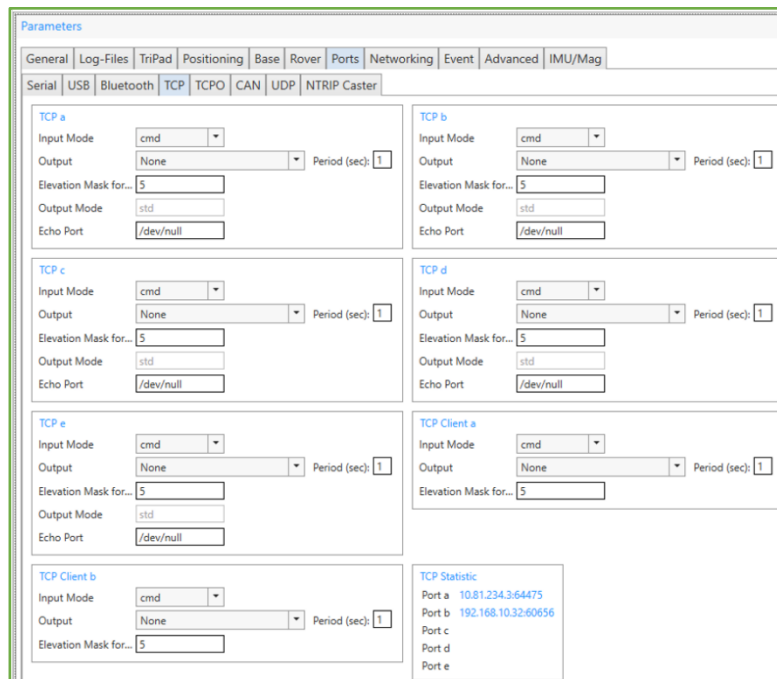 Parameters
General Log-Files TriPad Positioning Base Rover Ports Networking Event Advanced IMU/Mag
Serial USB Bluetooth TCP TCPO CAN UDP NTRIP Caster
TCP a
Input Mode cmd
Output None Period (sec): 1
Elevation Mask for... 5
Output Mode std
Echo Port /dev/null
TCP b
Input Mode cmd
Output None Period (sec): 1
Elevation Mask for... 5
Output Mode std
Echo Port /dev/null
TCP c
Input Mode cmd
Output None Period (sec): 1
Elevation Mask for... 5
Output Mode std
Echo Port /dev/null
TCP d
Input Mode cmd
Output None Period (sec): 1
Elevation Mask for... 5
Output Mode std
Echo Port /dev/null
TCP e
Input Mode cmd
Output None Period (sec): 1
Elevation Mask for... 5
Output Mode std
Echo Port /dev/null
TCP Client a
Input Mode cmd
Output None Period (sec): 1
Elevation Mask for... 5
TCP Client b
Input Mode cmd
Output None Period (sec): 1
Elevation Mask for... 5
TCP Statistic
Port a 10.81.234.3:64475
Port b 192.168.10.32:60656
Port c
Port d
Port e